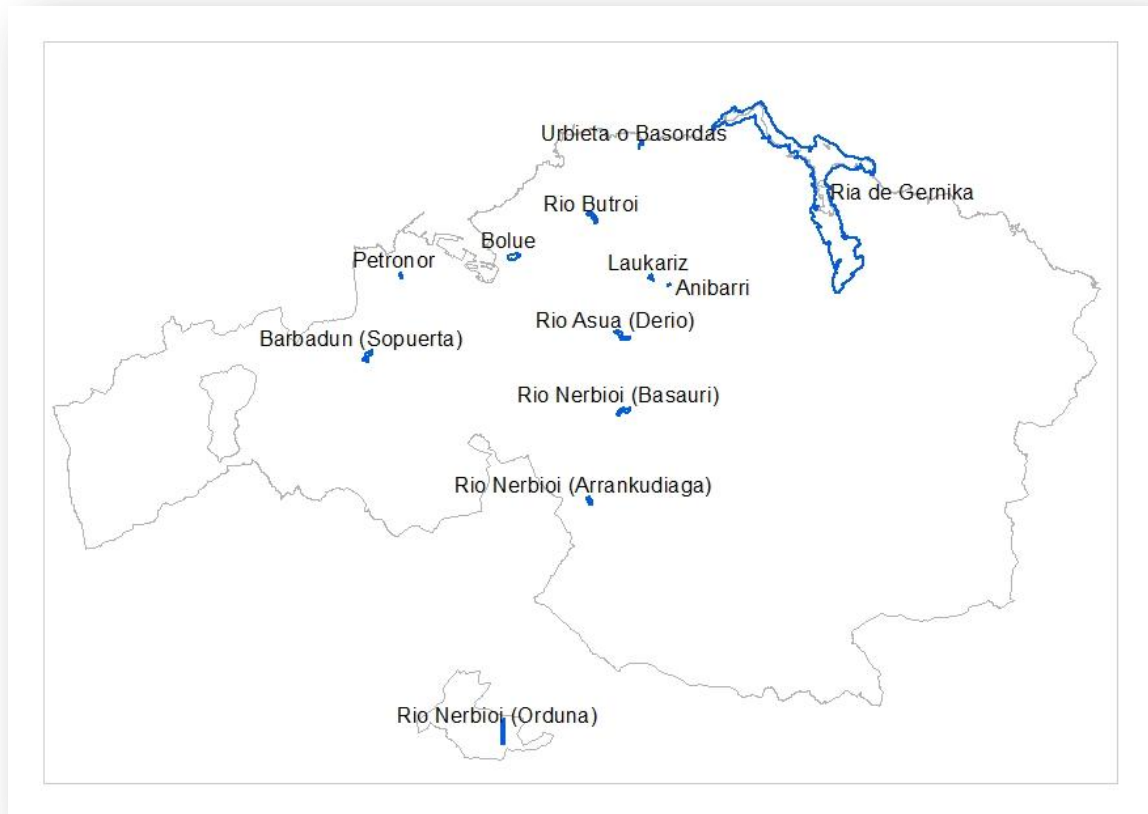 Urbieta o Basordas
Ria de Gernika
Rio Butroi
Bolue
Petronor
Laukariz
Anibarri
Rio Asua (Derio)
Barbadun (Sopuerta)
Rio Nerbioi (Basauri)
Rio Nerbioi (Arrankudiaga)
Rio Nerbioi (Orduna)